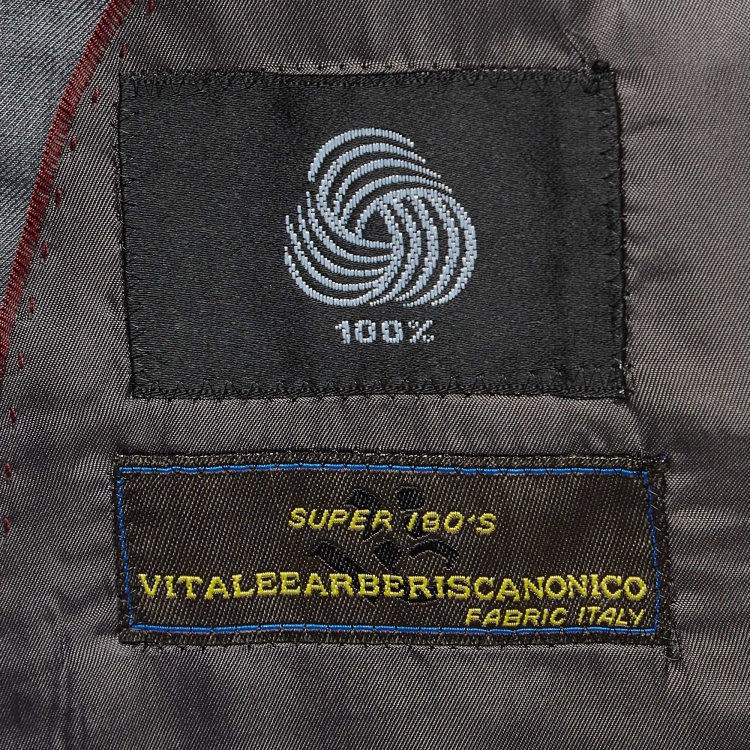 100%
SUPER 180'S
VITALEEARBERISCANONICO
FABRIC ITALY